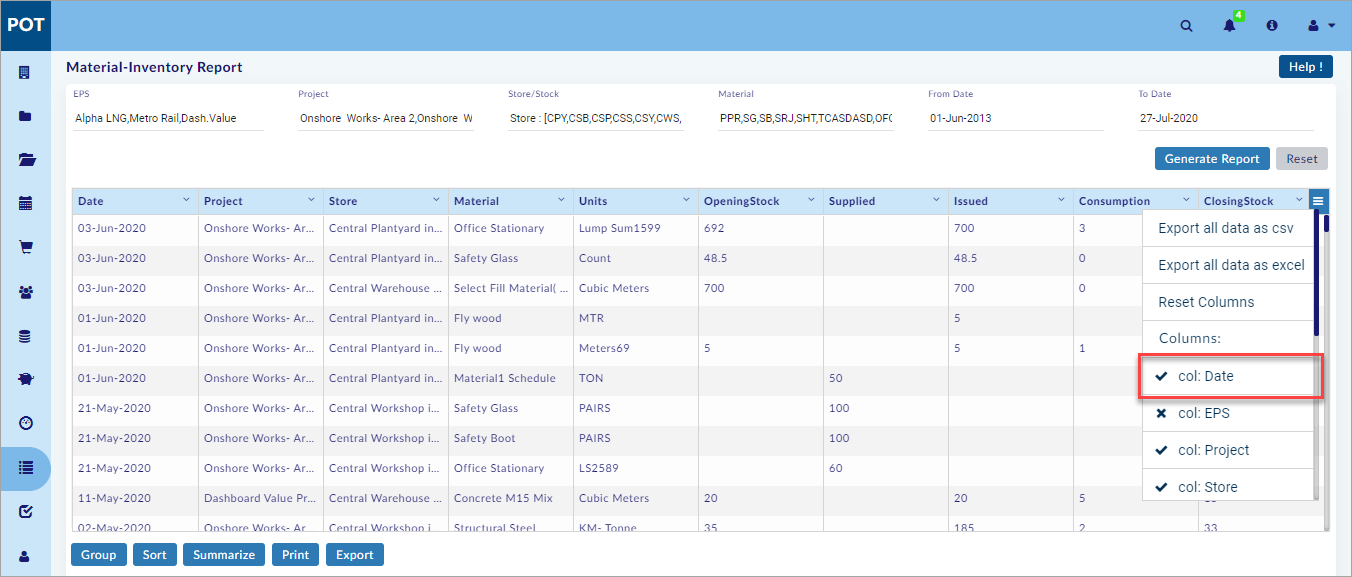 POT
4
Material-Inventory Report
Help !
EPS Project Store/Stock Material From Date To Date
Alpha LNG,Metro Rail,Dash.Value Onshore Works- Area 2,Onshore W Store : [CPY,CSB,CSP,CSS,CSY,CWS, PPR,SG,SB,SRJ,SHT,TCASDASD,OFC 01-Jun-2013 27-Jul-2020
Generate Report Reset
Date Project Store Material Units OpeningStock Supplied Issued Consumption ClosingStock
03-Jun-2020 Onshore Works- Ar... Central Plantyard in... Office Stationary Lump Sum1599 692 700 3
03-Jun-2020 Onshore Works- Ar... Central Plantyard in... Safety Glass Count 48.5 48.5 0
03-Jun-2020 Onshore Works- Ar... Central Warehouse ... Select Fill Material( ... Cubic Meters 700 700 0
01-Jun-2020 Onshore Works- Ar... Central Plantyard in... Fly wood MTR 5
01-Jun-2020 Onshore Works- Ar... Central Plantyard in... Fly wood Meters69 5 5 1
01-Jun-2020 Onshore Works- Ar... Central Plantyard in... Material1 Schedule TON 50
21-May-2020 Onshore Works- Ar... Central Workshop i... Safety Glass PAIRS 100
21-May-2020 Onshore Works- Ar... Central Workshop i... Safety Boot PAIRS 100
21-May-2020 Onshore Works- Ar... Central Workshop i... Office Stationary LS2589 60
11-May-2020 Dashboard Value Pr... Central Warehouse ... Concrete M15 Mix Cubic Meters 20 20 5
02-May-2020 Onshore Works- Ar... Central Workshop i... Structural Steel KM- Tonne 35 185 2 33
Export all data as csv
Export all data as excel
Reset Columns
Columns:
col: Date
col: EPS
col: Project
col: Store
Group Sort Summarize Print Export